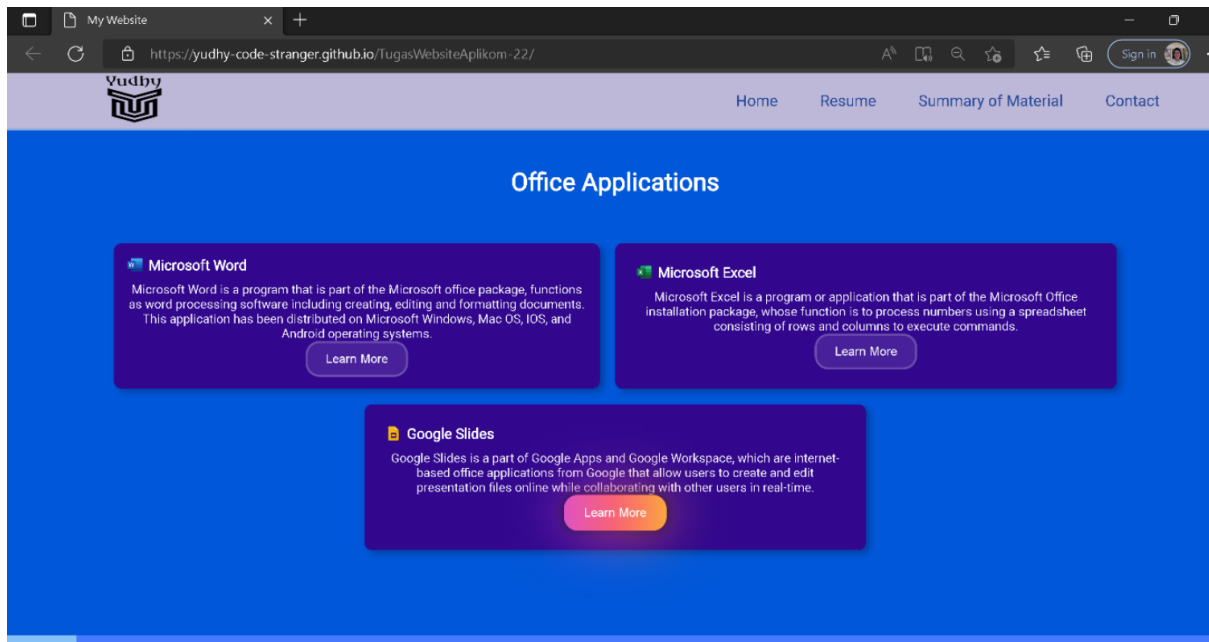 My Website
https://yudhy-code-stranger.github.io/TugasWebsiteAplikom-22/
Sign in
Yudhy
Home
Resume
Summary of Material
Contact
Office Applications
Microsoft Word
Microsoft Word is a program that is part of the Microsoft office package, functions
as word processing software including creating, editing and formatting documents.
This application has been distributed on Microsoft Windows, Mac OS, IOS, and
Android operating systems.
Learn More
Microsoft Excel
Microsoft Excel is a program or application that is part of the Microsoft Office
installation package, whose function is to process numbers using a spreadsheet
consisting of rows and columns to execute commands.
Learn More
Google Slides
Google Slides is a part of Google Apps and Google Workspace, which are internet-
based office applications from Google that allow users to create and edit
presentation files online while collaborating with other users in real-time.
Learn More